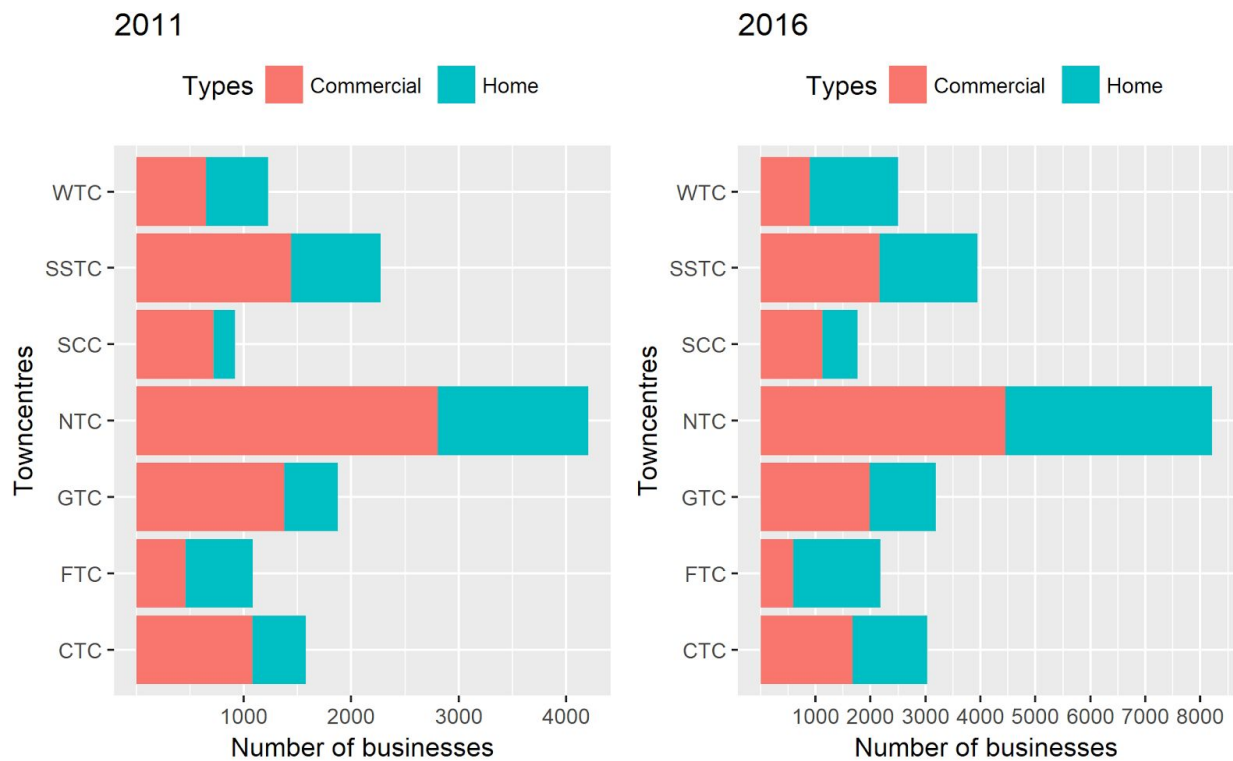 2011
Types Commercial Home
Towncentres
WTC
SSTC
SCC
NTC
GTC
FTC
CTC
1000 2000 3000 4000
Number of businesses
2016
Types Commercial Home
Towncentres
WTC
SSTC
SCC
NTC
GTC
FTC
CTC
1000 2000 3000 4000 5000 6000 7000 8000
Number of businesses